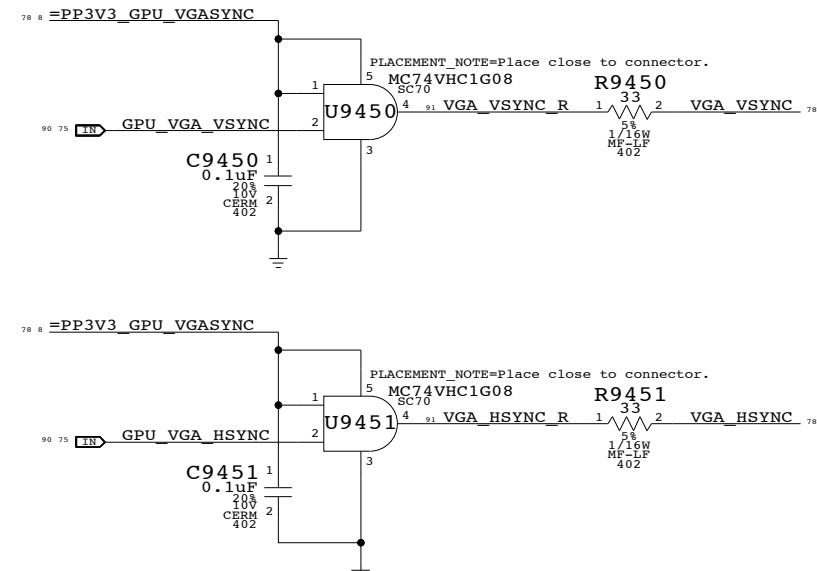 78 8 =PP3V3_GPU_VGASYNC
PLACEMENT_NOTE=Place close to connector.
5 MC74VHC1G08
SC70
R9450
33
1
U9450
4 91 VGA_VSYNC_R 1 2 VGA_VSYNC 78
90 75 IN GPU_VGA_VSYNC 2
5%
1/16W
MF-LF
402
3
C9450 1
0.1uF
20%
10V
CERM 2
402
78 8 =PP3V3_GPU_VGASYNC
PLACEMENT_NOTE=Place close to connector.
5 MC74VHC1G08
SC70
R9451
33
1
U9451
4 91 VGA_HSYNC_R 1 2 VGA_HSYNC 78
90 75 IN GPU_VGA_HSYNC 2
5%
1/16W
MF-LF
402
3
C9451 1
0.1uF
20%
10V
CERM 2
402